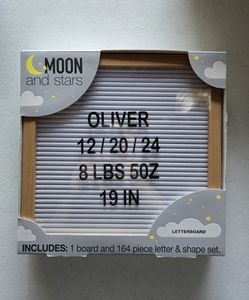 MOON
and stars
OLIVER
12 / 20 / 24
8 LBS 5OZ
19 IN
LETTERBOARD
INCLUDES: 1 board and 164 piece letter & shape set.